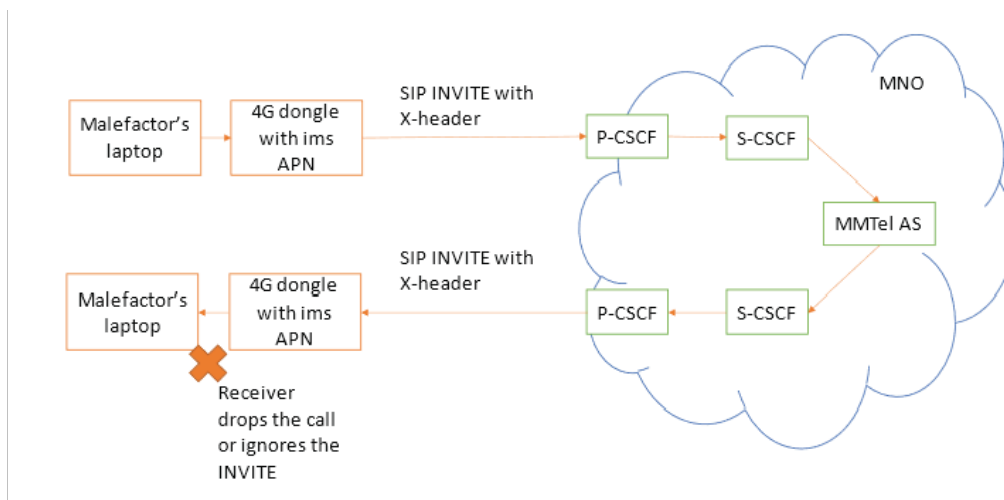 MNO
SIP INVITE with
X-header
Malefactor's
laptop
4G dongle
with ims
APN
P-CSCF
S-CSCF
MMTel AS
SIP INVITE with
X-header
Malefactor's
laptop
4G dongle
with ims
APN
P-CSCF
S-CSCF
Receiver
drops the call
or ignores the
INVITE